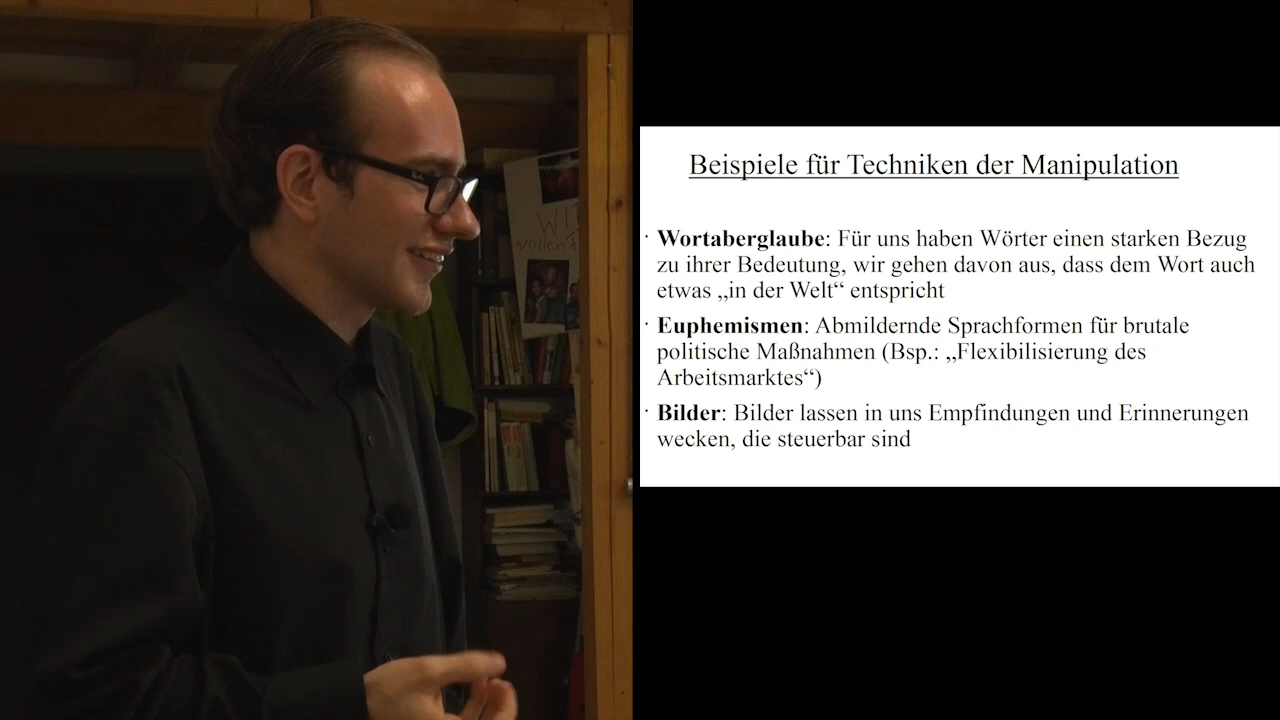 Beispiele für Techniken der Manipulation
· Wortaberglaube: Für uns haben Wörter einen starken Bezug
zu ihrer Bedeutung, wir gehen davon aus, dass dem Wort auch
etwas „in der Welt“ entspricht
· Euphemismen: Abmildernde Sprachformen für brutale
politische Maßnahmen (Bsp.: „Flexibilisierung des
Arbeitsmarktes“)
· Bilder: Bilder lassen in uns Empfindungen und Erinnerungen
wecken, die steuerbar sind